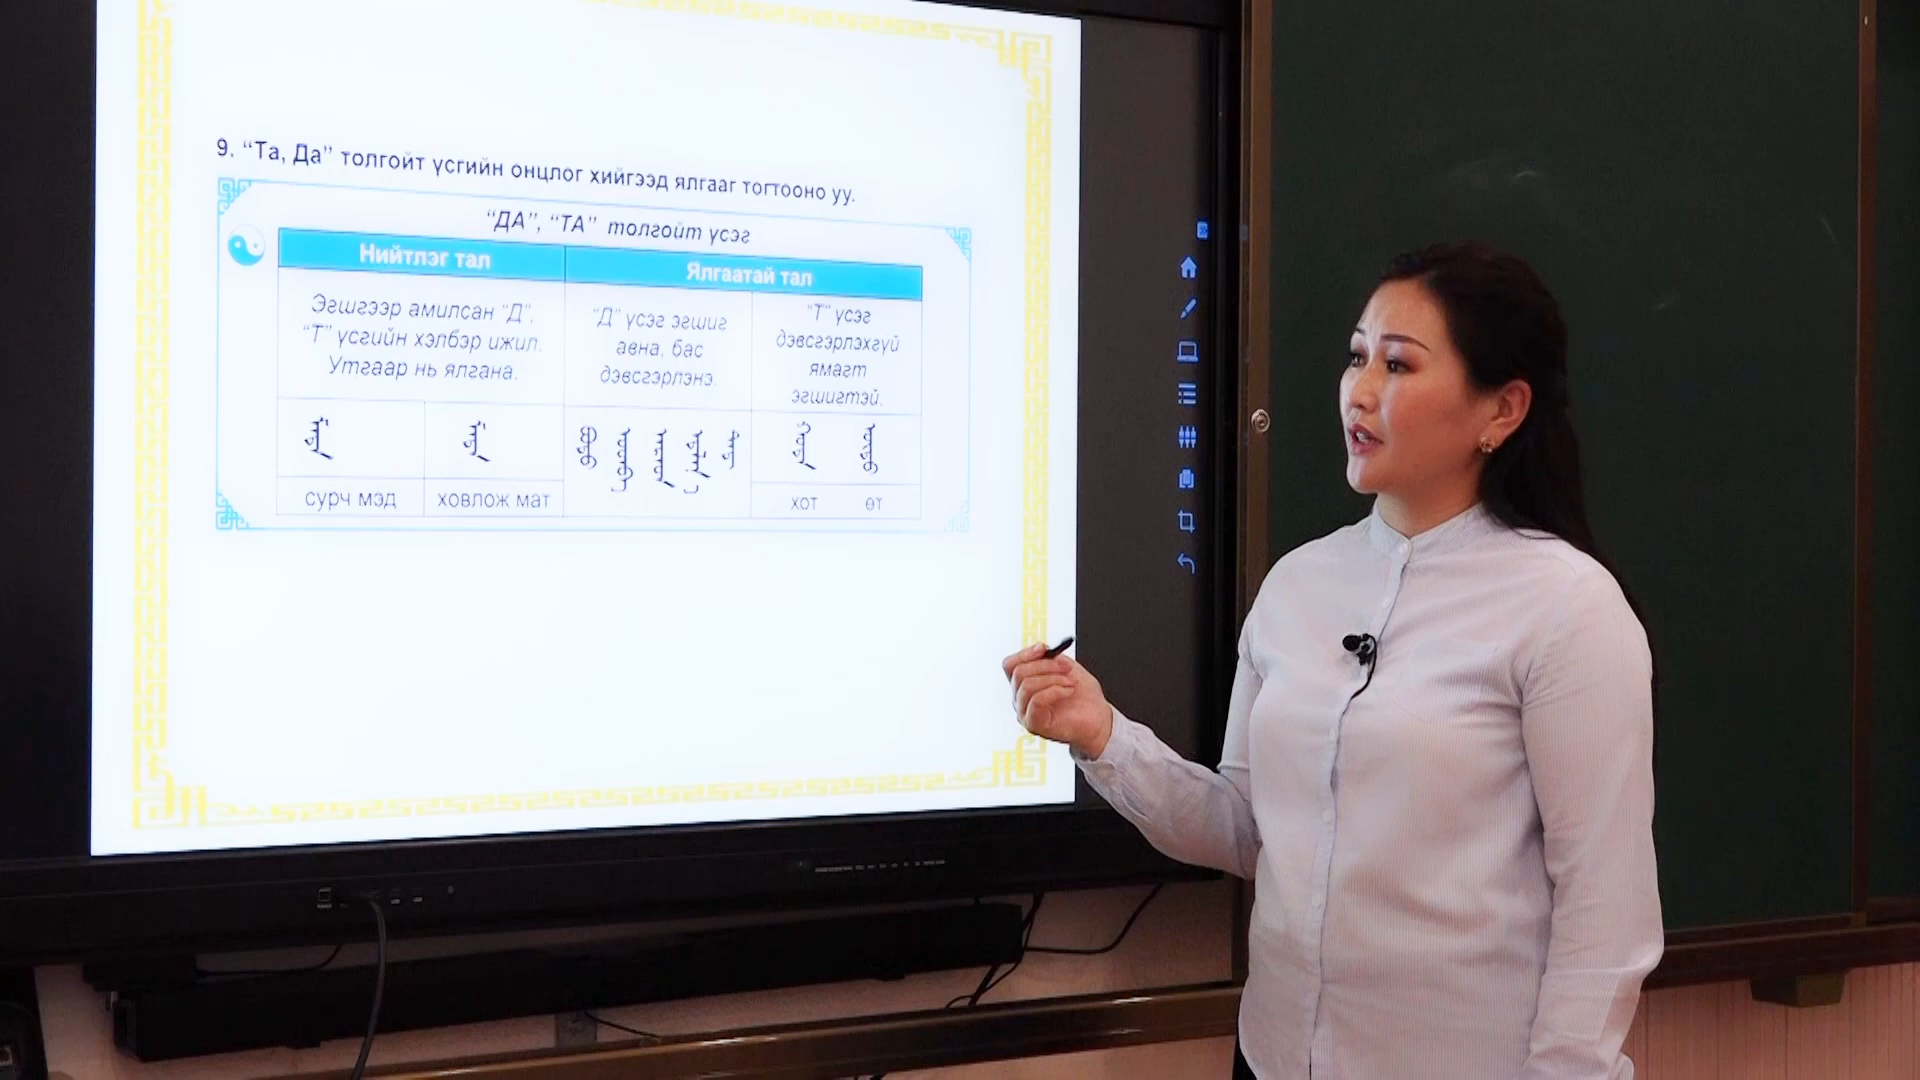 9. “Та, Да” толгойт үсгийн онцлог хийгээд ялгааг тогтооно уу.
“ДА”, “ТА” толгойт үсэг
Нийтлэг тал
Ялгаатай тал
Эгшгээр амилсан “Д”,
“Т” үсгийн хэлбэр ижил.
Утгаар нь ялгана.
“Д” үсэг эгшиг
авна, бас
дэвсгэрлэнэ.
“Т” үсэг
дэвсгэрлэхгүй
ямагт
эгшигтэй.
сурч мэд
ховлож мат
хот
өт